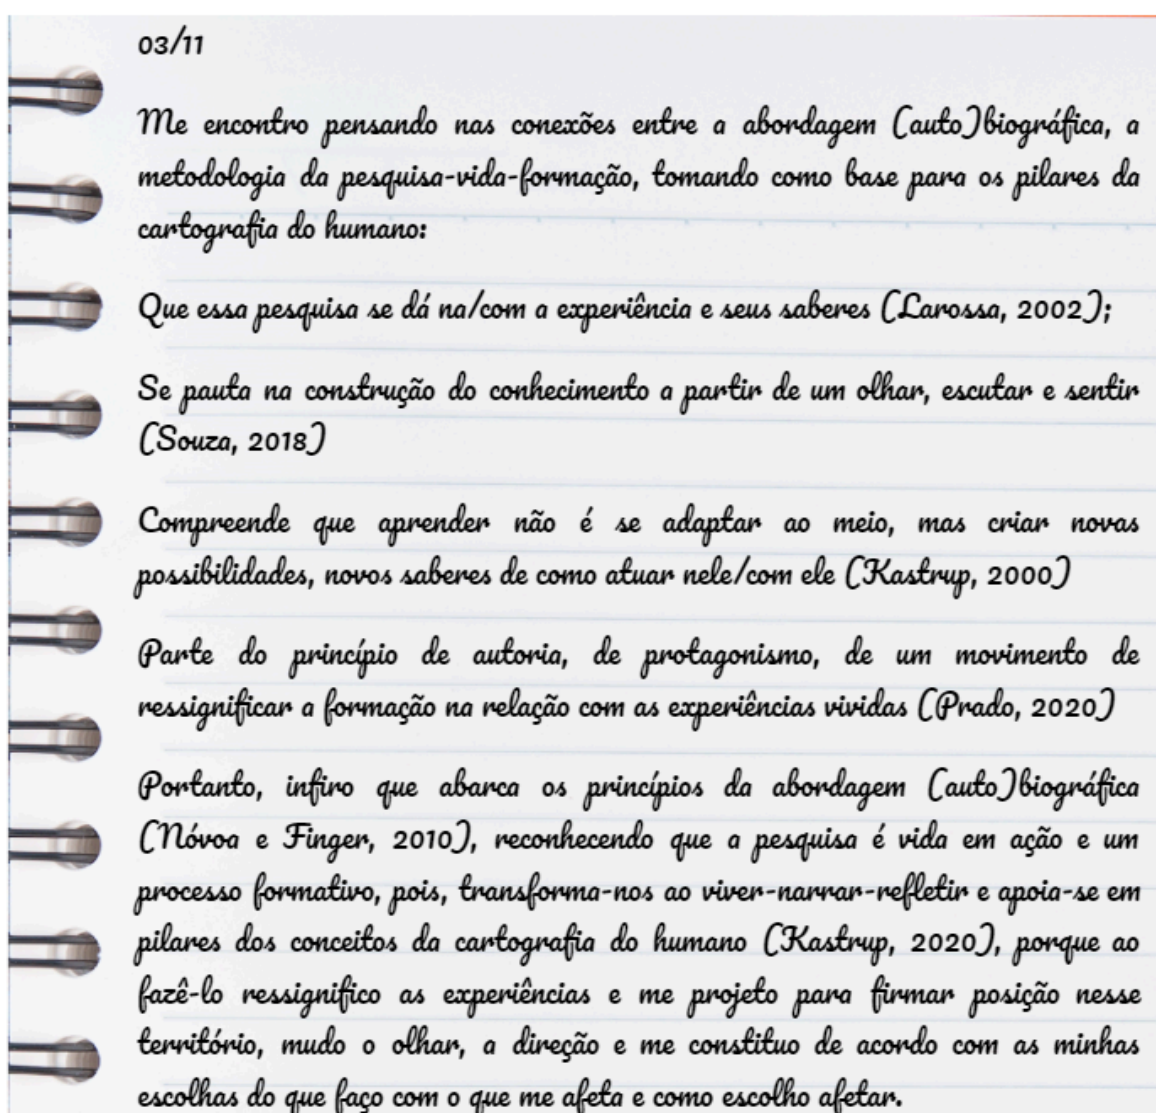 03/11
Me encontro pensando nas conexões entre a abordagem (auto)biográfica, a
metodologia da pesquisa-vida-formação, tomando como base para os pilares da
cartografia do humano:
Que essa pesquisa se dá na/com a experiência e seus saberes (Larossa, 2002);
Se pauta na construção do conhecimento a partir de um olhar, escutar e sentir
(Souza, 2018)
Compreende que aprender não é se adaptar ao meio, mas criar novas
possibilidades, novos saberes de como atuar nele/com ele (Kastrup, 2000)
Parte do princípio de autoria, de protagonismo, de um movimento de
ressignificar a formação na relação com as experiências vividas (Prado, 2020)
Portanto, infiro que abarca os princípios da abordagem (auto)biográfica
(Nóvoa e Finger, 2010), reconhecendo que a pesquisa é vida em ação e um
processo formativo, pois, transforma-nos ao viver-narrar-refletir e apoia-se em
pilares dos conceitos da cartografia do humano (Kastrup, 2020), porque ao
fazê-lo ressignifico as experiências e me projeto para firmar posição nesse
território, mudo o olhar, a direção e me constituo de acordo com as minhas
escolhas do que faço com o que me afeta e como escolho afetar.